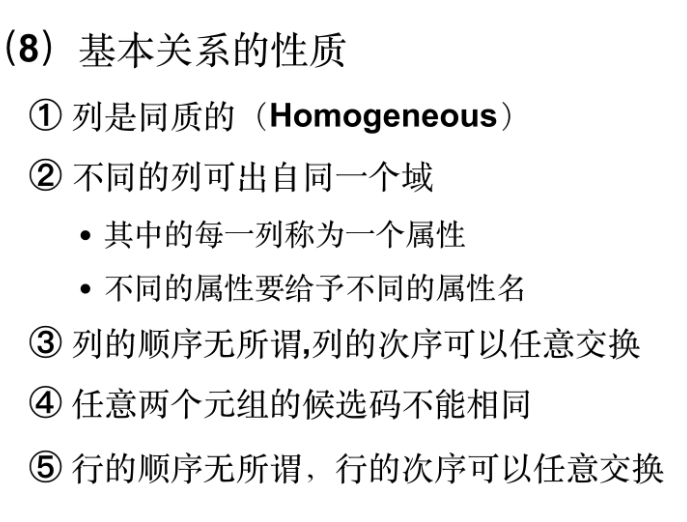 （8）基本关系的性质
① 列是同质的（Homogeneous）
② 不同的列可出自同一个域
• 其中的每一列称为一个属性
• 不同的属性要给予不同的属性名
③ 列的顺序无所谓,列的次序可以任意交换
④ 任意两个元组的候选码不能相同
⑤ 行的顺序无所谓，行的次序可以任意交换